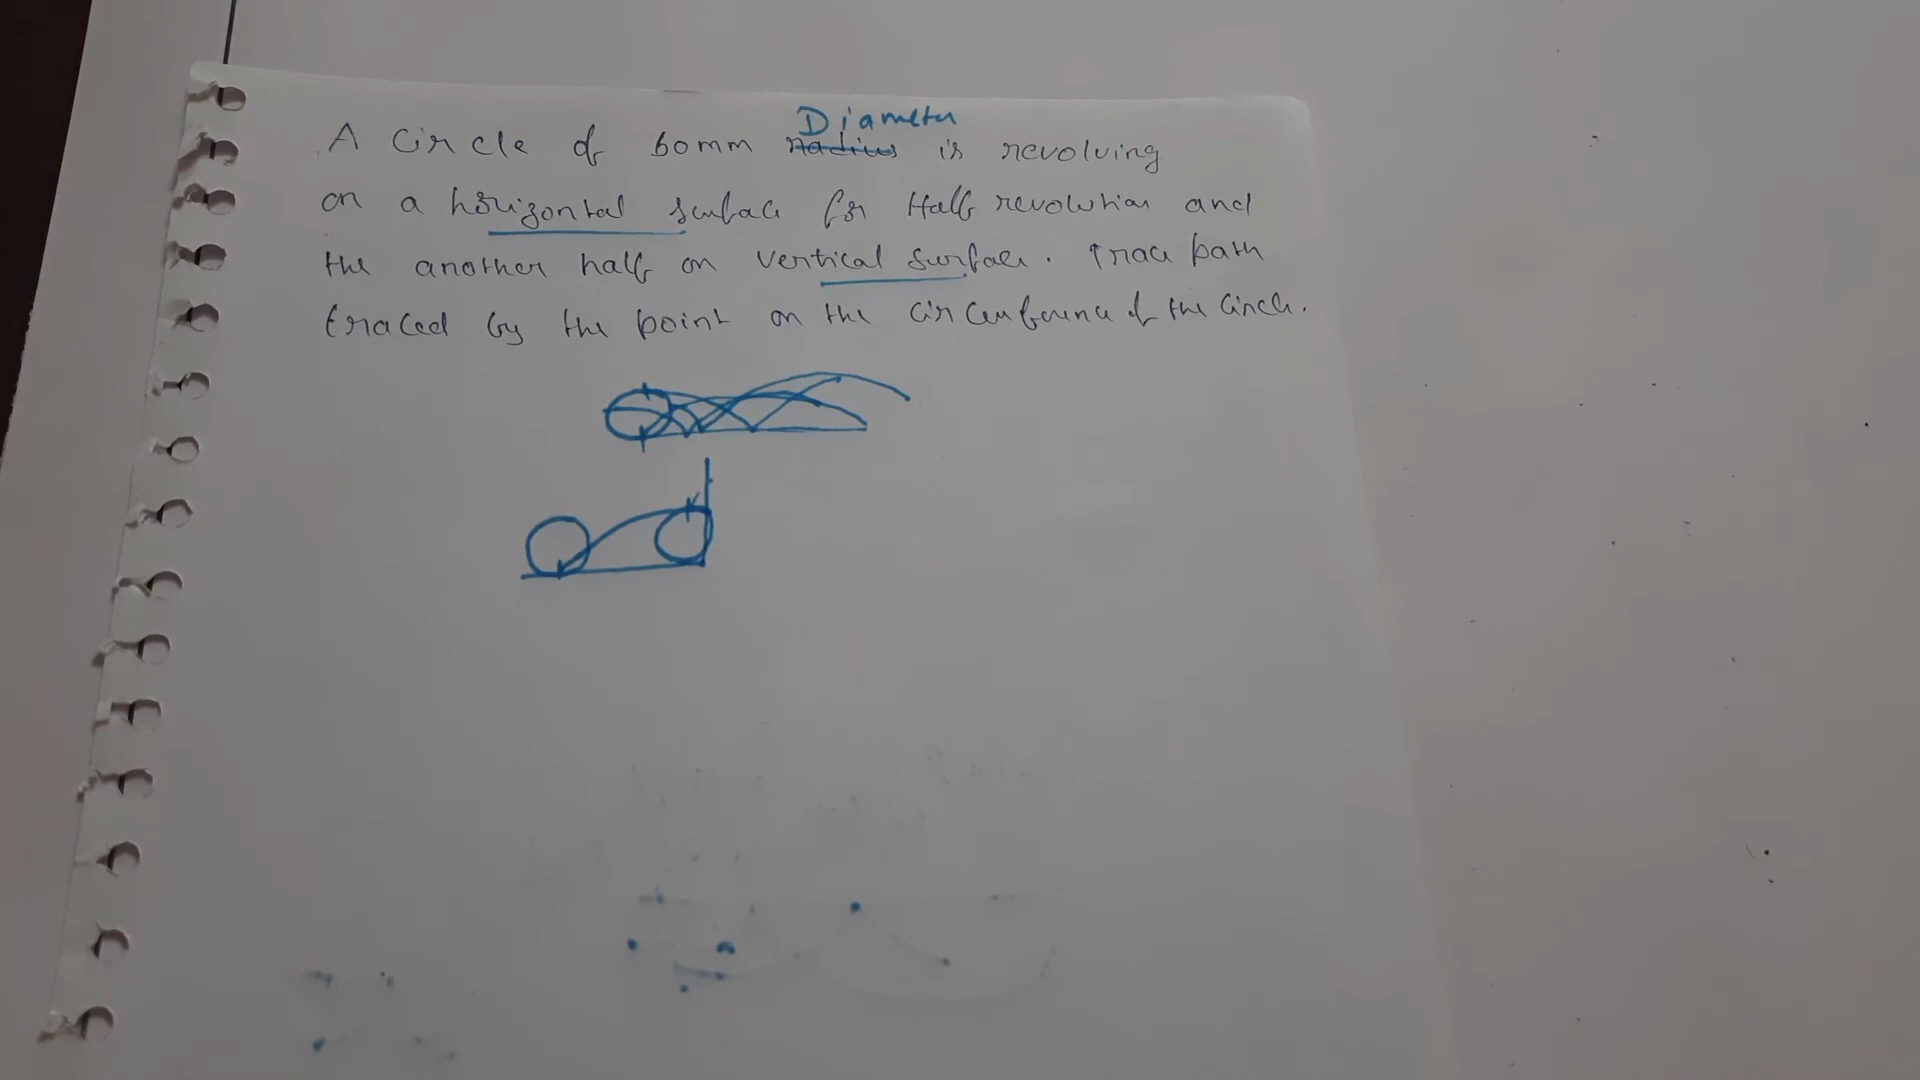 Diameter
A Circle of 60mm radius is revolving
on a horizontal surface for Half revolution and
the another half on vertical surface. Trace path
traced by the point on the circumference of the circle.